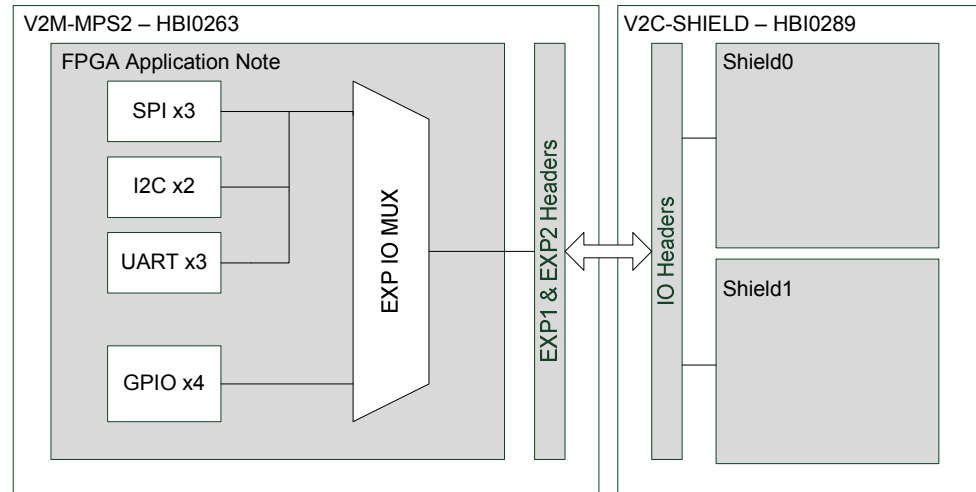 V2M-MPS2 – HBI0263
FPGA Application Note
SPI x3
I2C x2
UART x3
GPIO x4
EXP IO MUX
EXP1 & EXP2 Headers
V2C-SHIELD – HBI0289
IO Headers
Shield0
Shield1